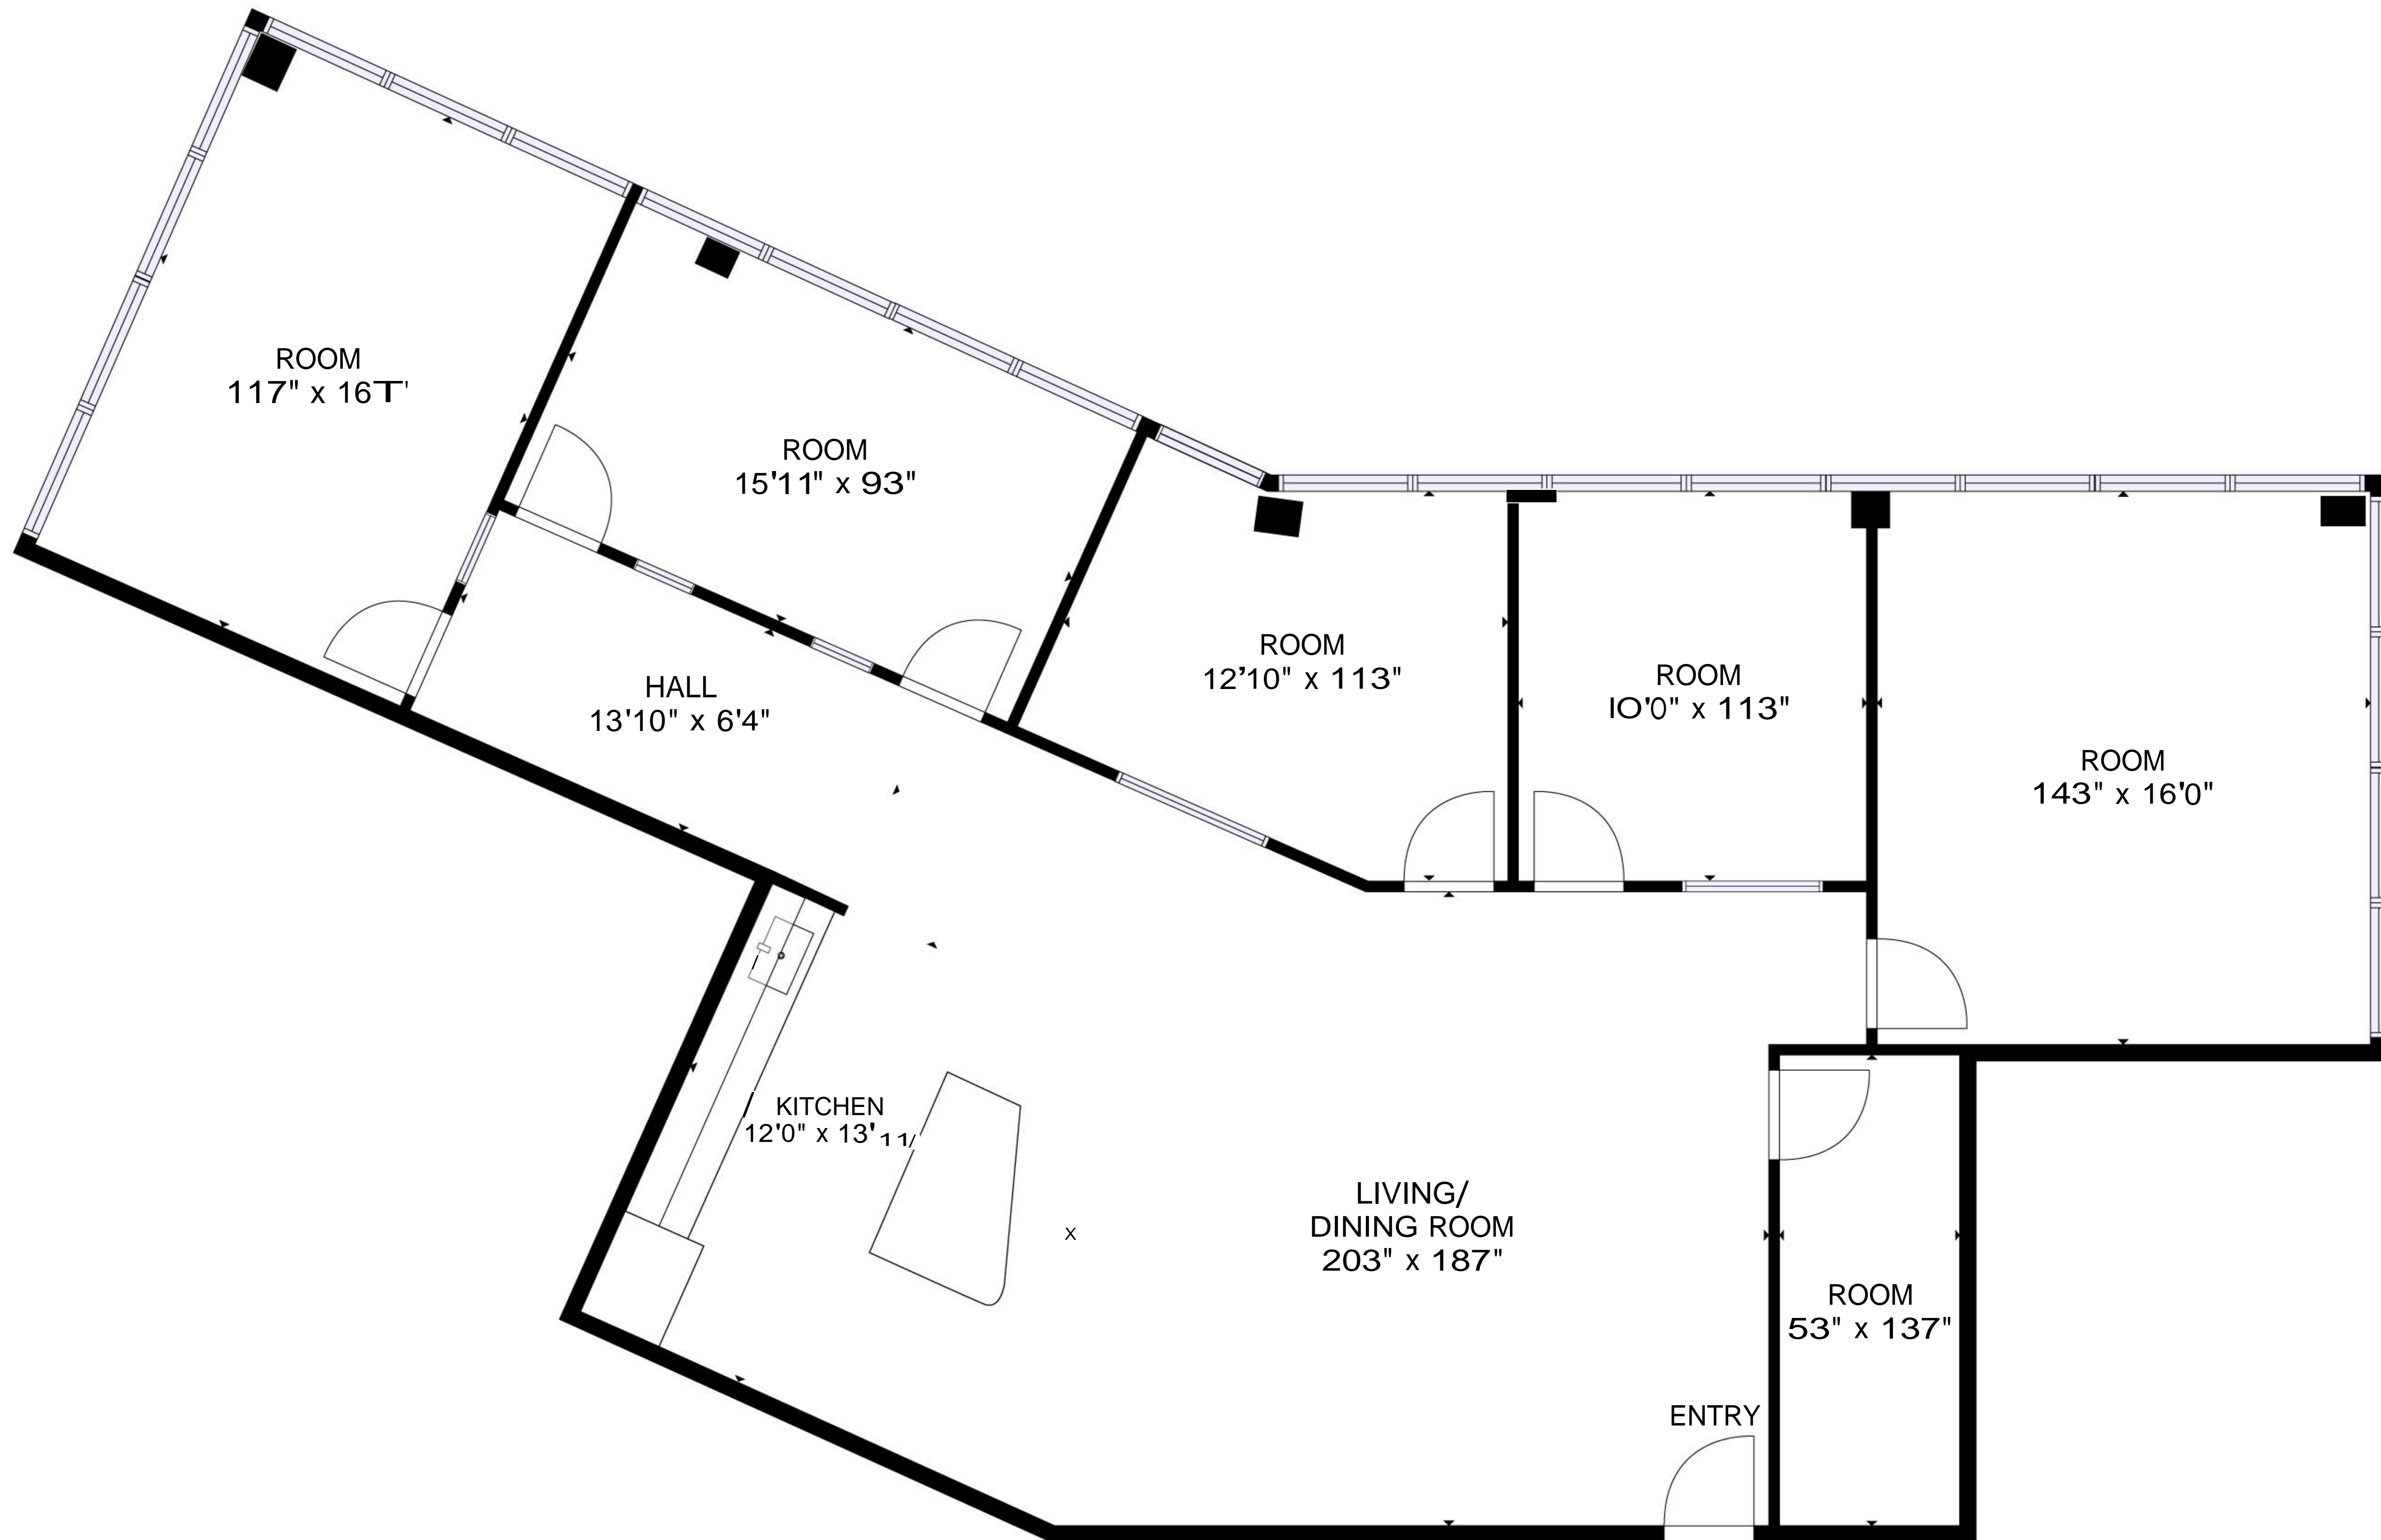 ROOM
117" x 16T'
ROOM
15'11" x 93"
HALL
13'10" x 6'4"
ROOM
12'10" x 113"
ROOM
IO'0" x 113"
ROOM
143" x 16'0"
KITCHEN
12'0" x 13'11/
LIVING/
DINING ROOM
203" x 187"
x
ROOM
53" x 137"
ENTRY